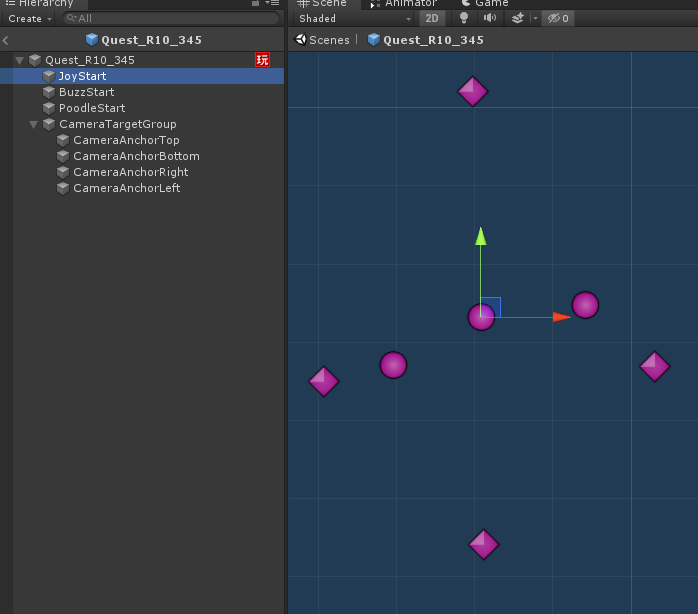 Hierarchy
Create
All
Quest_R10_345
Quest_R10_345 玩
JoyStart
BuzzStart
PoodleStart
CameraTargetGroup
CameraAnchorTop
CameraAnchorBottom
CameraAnchorRight
CameraAnchorLeft
Scene Animator Game
Shaded 2D 0
Scenes Quest_R10_345